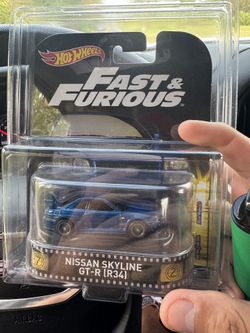 Hot Wheels
FAST &
FURIOUS
NISSAN SKYLINE
GT-R [R34]